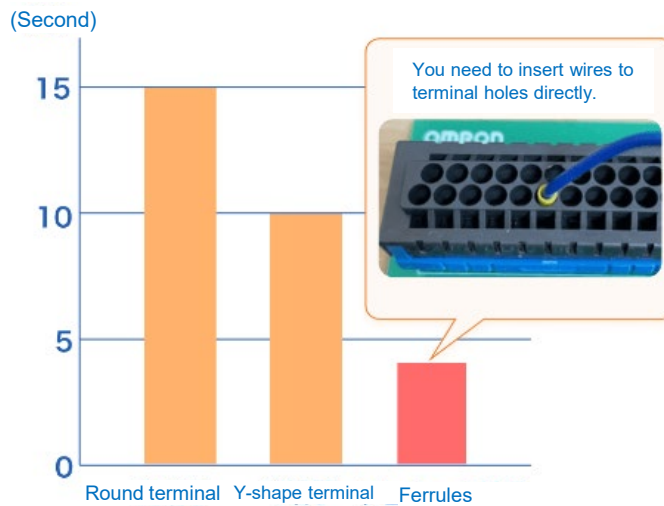 (Second)
You need to insert wires to
terminal holes directly.
OMRON
15
10
5
0
Round terminal Y-shape terminal Ferrules